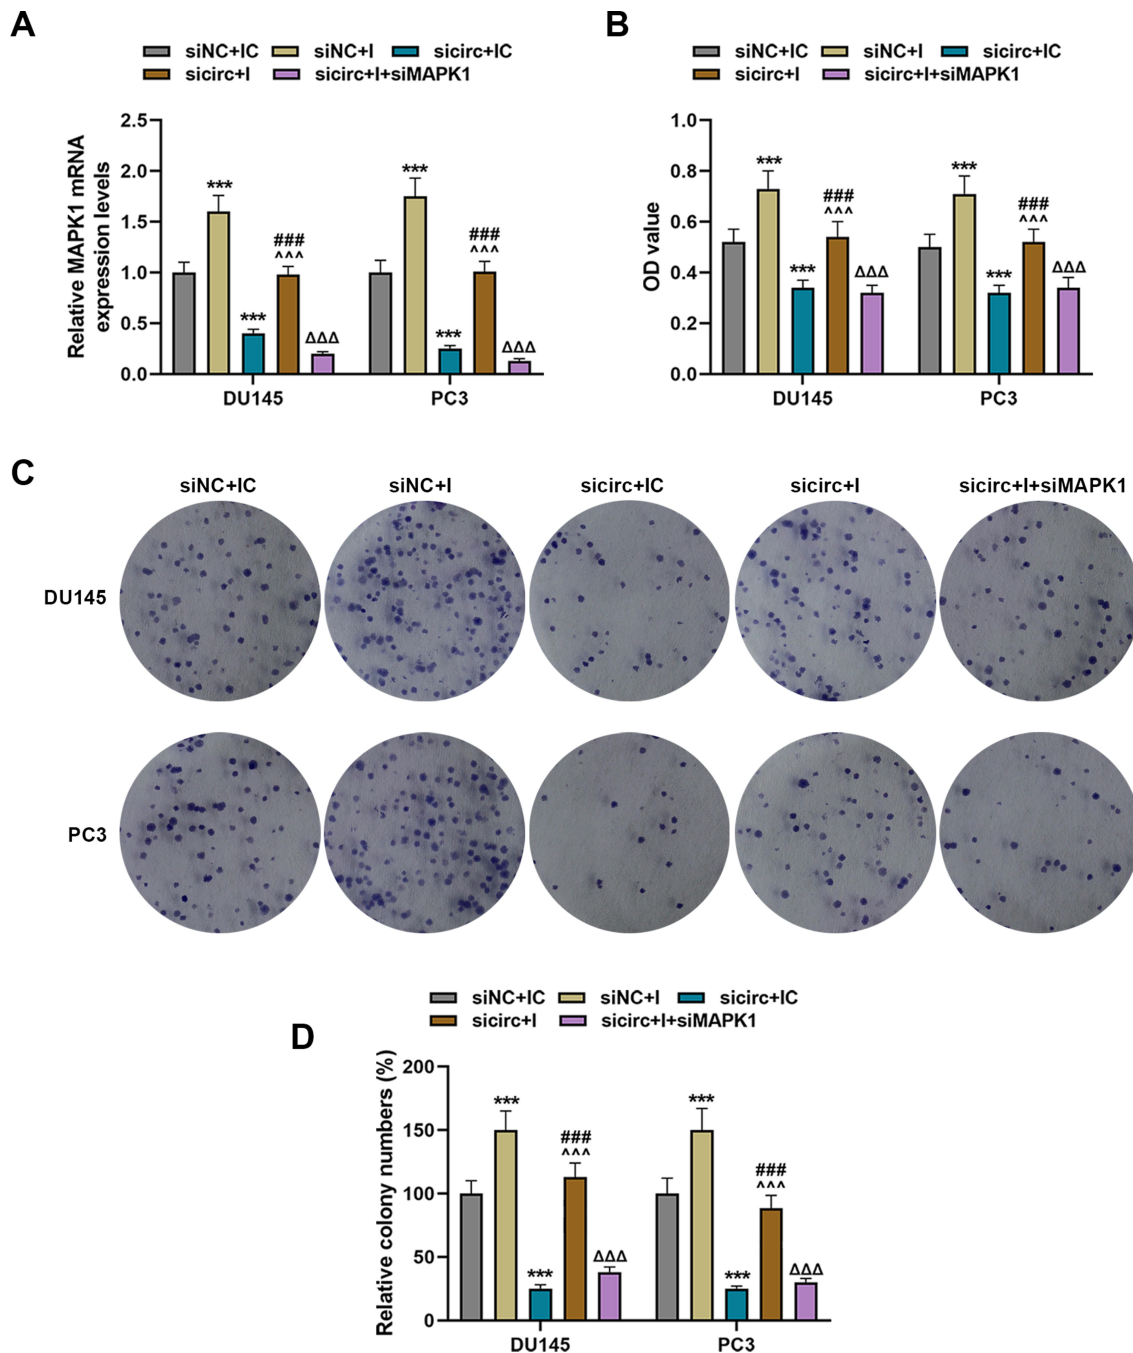 A
siNC+IC siNC+I sicirc+IC
sicirc+I sicirc+I+siMAPK1
Relative MAPK1 mRNA
expression levels
2.5
2.0
1.5
1.0
0.5
0.0
***
***
###
^^^
ΔΔΔ
***
***
###
^^^
ΔΔΔ
DU145 PC3
B
siNC+IC siNC+I sicirc+IC
sicirc+I sicirc+I+siMAPK1
OD value
1.0
0.8
0.6
0.4
0.2
0.0
***
***
###
^^^
ΔΔΔ
***
***
###
^^^
ΔΔΔ
DU145 PC3
C
siNC+IC siNC+I sicirc+IC sicirc+I sicirc+I+siMAPK1
DU145
PC3
D
siNC+IC siNC+I sicirc+IC
sicirc+I sicirc+I+siMAPK1
Relative colony numbers (%)
200
150
100
50
0
***
***
###
^^^
ΔΔΔ
***
***
###
^^^
ΔΔΔ
DU145 PC3